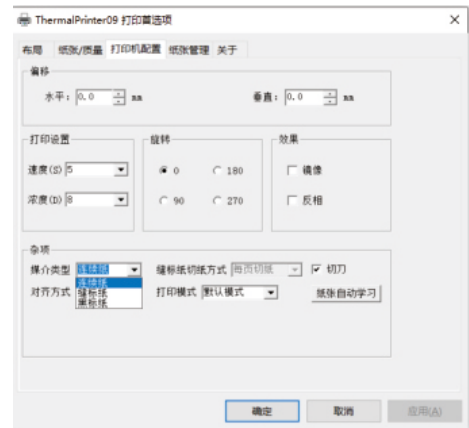 ThermalPrinter09 打印首选项
布局 纸张/质量 打印机配置 纸张管理 关于
偏移
水平: 0.0 mm 垂直: 0.0 mm
打印设置 旋转 效果
速度(S) 5 0 180 镜像
浓度(D) 8 90 270 反相
杂项
媒介类型 连续纸 缝标纸切纸方式 每页切纸 切刀
连续纸
对齐方式 缝标纸 打印模式 默认模式 纸张自动学习
黑标纸
确定 取消 应用(A)